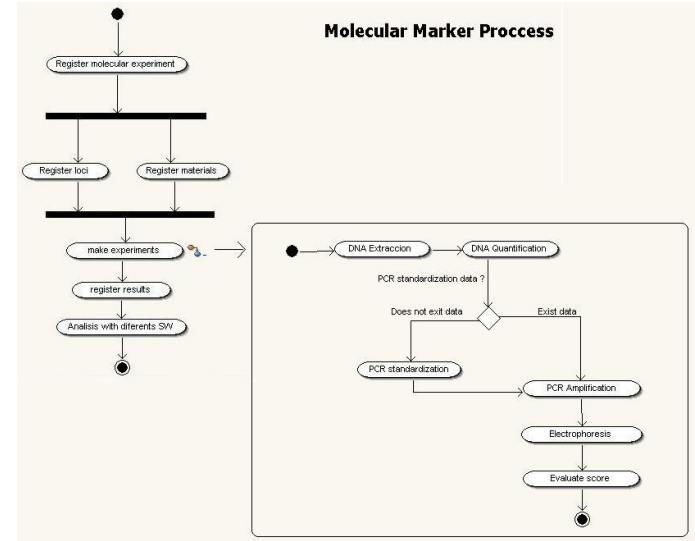 Molecular Marker Proccess
Register molecular experiment
Register loci
Register materials
make experiments
register results
Analisis with diferents SW
DNA Extraccion
DNA Quantification
PCR standardization data ?
Does not exit data
Exist data
PCR standardization
PCR Amplification
Electrophoresis
Evaluate score